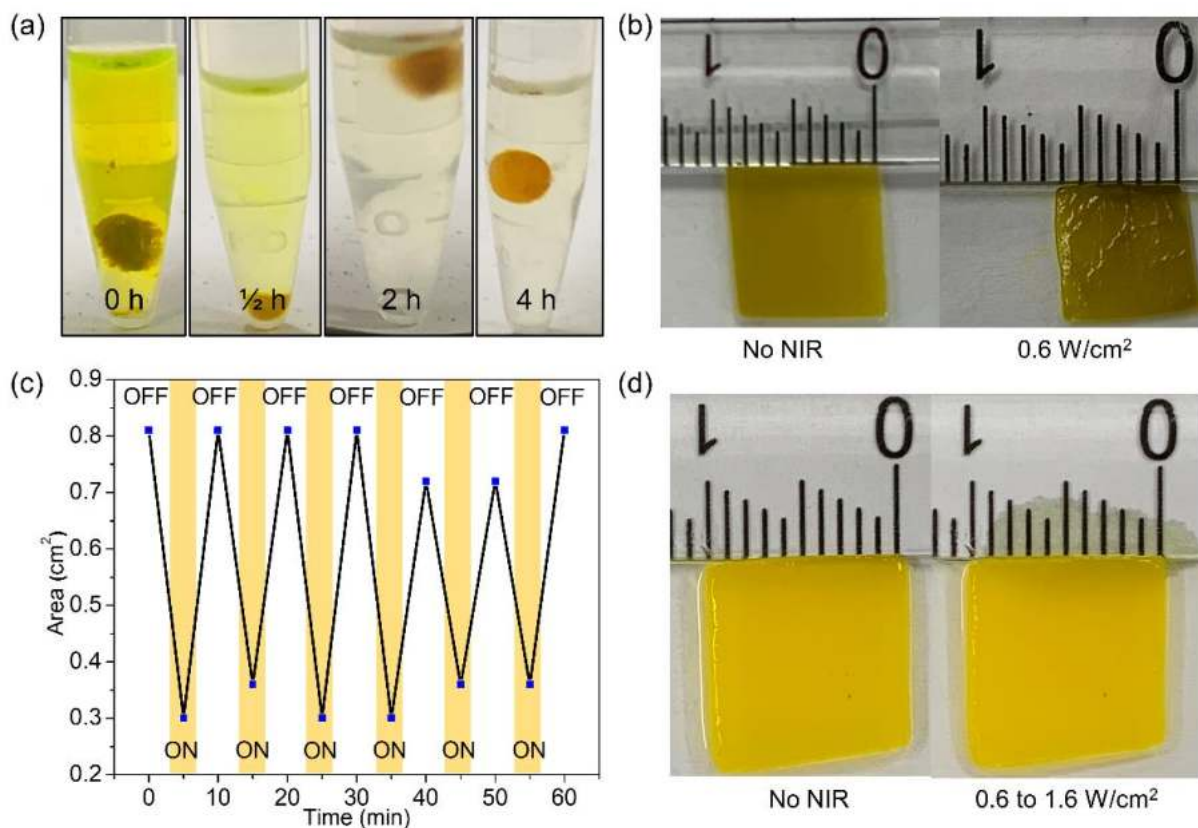 (a)
0 h
½ h
2 h
4 h
(b)
1 0
1 0
No NIR
0.6 W/cm²
(c)
0.9
0.8
0.7
0.6
0.5
0.4
0.3
0.2
OFF OFF OFF OFF OFF OFF OFF
ON ON ON ON ON ON
0 10 20 30 40 50 60
Area (cm²)
Time (min)
(d)
1 0
1 0
No NIR
0.6 to 1.6 W/cm²